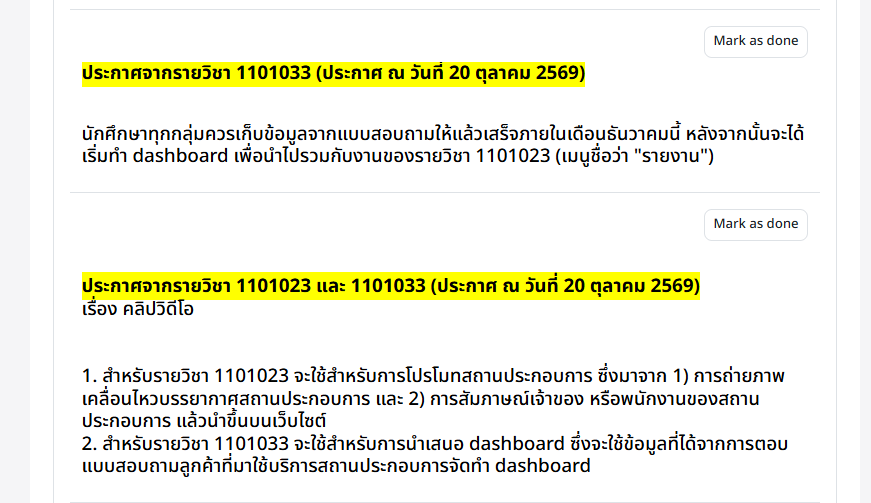 Mark as done
ประกาศจากรายวิชา 1101033 (ประกาศ ณ วันที่ 20 ตุลาคม 2569)
นักศึกษาทุกกลุ่มควรเก็บข้อมูลจากแบบสอบถามให้แล้วเสร็จภายในเดือนธันวาคมนี้ หลังจากนั้นจะได้
เริ่มทำ dashboard เพื่อนำไปรวมกับงานของรายวิชา 1101023 (เมนูชื่อว่า "รายงาน")
Mark as done
ประกาศจากรายวิชา 1101023 และ 1101033 (ประกาศ ณ วันที่ 20 ตุลาคม 2569)
เรื่อง คลิปวิดีโอ
1. สำหรับรายวิชา 1101023 จะใช้สำหรับการโปรโมทสถานประกอบการ ซึ่งมาจาก 1) การถ่ายภาพ
เคลื่อนไหวบรรยากาศสถานประกอบการ และ 2) การสัมภาษณ์เจ้าของ หรือพนักงานของสถาน
ประกอบการ แล้วนำขึ้นบนเว็บไซต์
2. สำหรับรายวิชา 1101033 จะใช้สำหรับการนำเสนอ dashboard ซึ่งจะใช้ข้อมูลที่ได้จากการตอบ
แบบสอบถามลูกค้าที่มาใช้บริการสถานประกอบการจัดทำ dashboard